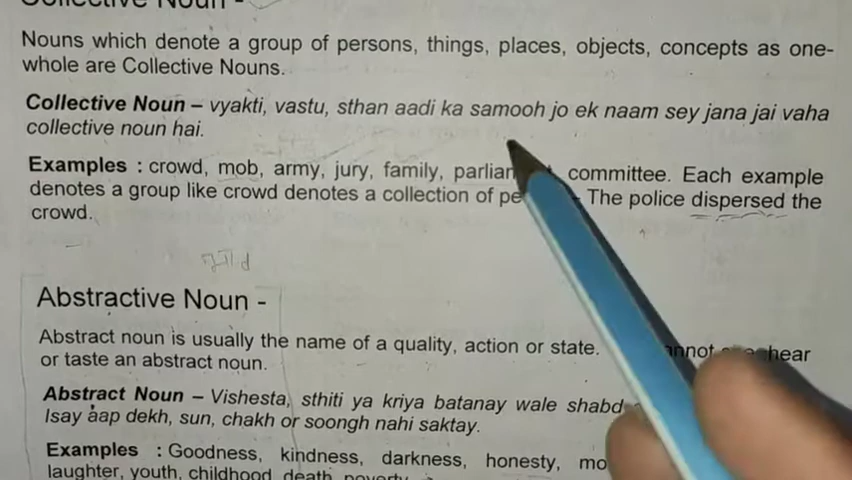 Collective Noun -
Nouns which denote a group of persons, things, places, objects, concepts as one-
whole are Collective Nouns.
Collective Noun – vyakti, vastu, sthan aadi ka samooh jo ek naam sey jana jai vaha
collective noun hai.
Examples : crowd, mob, army, jury, family, committee. Each example
denotes a group like crowd denotes a collection of The police dispersed the
crowd.
Abstractive Noun -
Abstract noun is usually the name of a quality, action or state. hear
or taste an abstract noun.
Abstract Noun – Vishesta, sthiti ya kriya batanay wale shabd
Isay aap dekh, sun, chakh or soongh nahi saktay.
Examples : Goodness, kindness, darkness, honesty,
laughter, youth, childhood, death, poverty.